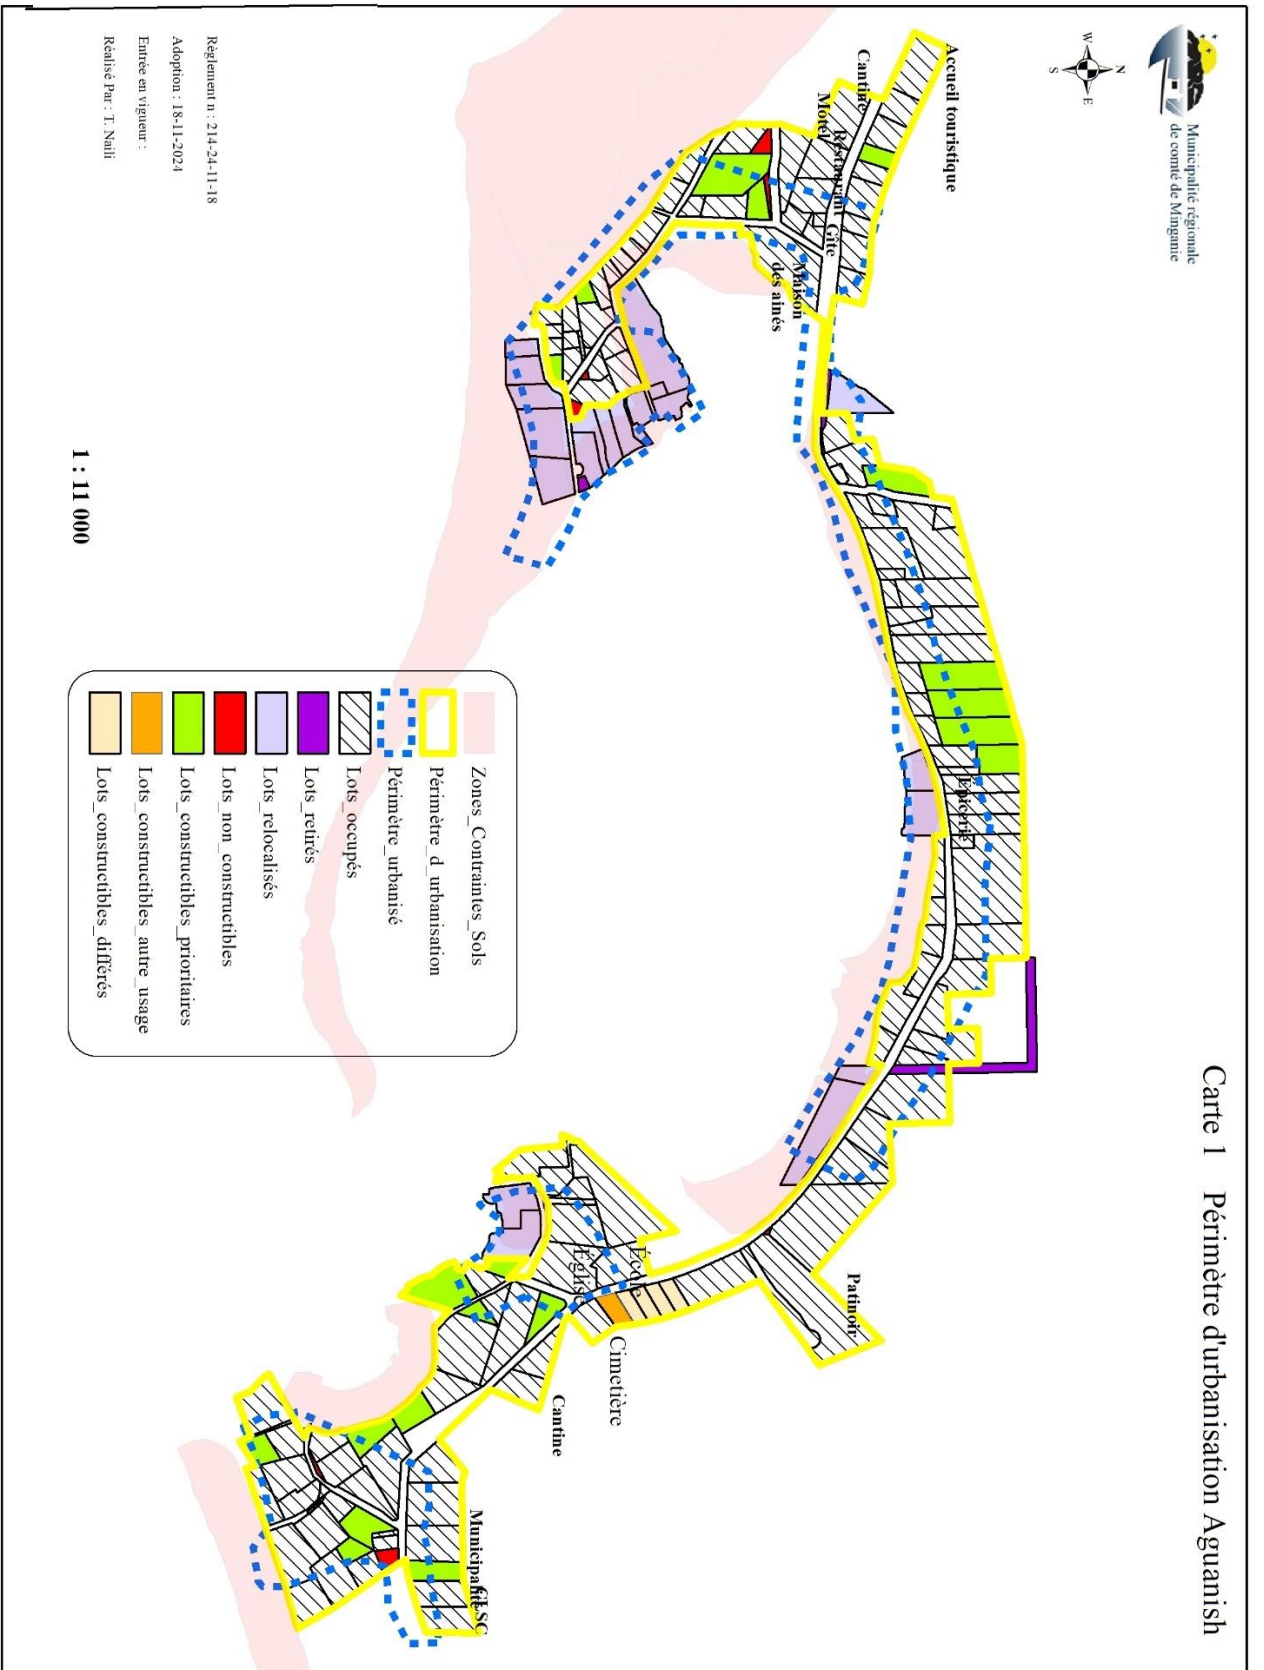 Carte 1 Périmètre d'urbanisation Aguanish
Municipalité régionale
de comté de Minganie
N
W
E
S
Accueil touristique
Cantine
Motel
Restaurant
Gîte
Maison
des ainés
Épicerie
Patinoir
École
Église
Cimetière
Cantine
Municipalité
CLSC
Zones_Contraintes_Sols
Périmètre_d_urbanisation
Périmètre_urbanisé
Lots_occupés
Lots_retirés
Lots_relocalisés
Lots_non_constructibles
Lots_constructibles_prioritaires
Lots_constructibles_autre_usage
Lots_constructibles_différés
1 : 11 000
Règlement n : 214-24-11-18
Adoption : 18-11-2024
Entrée en vigueur :
Réalisé Par : T. Naili